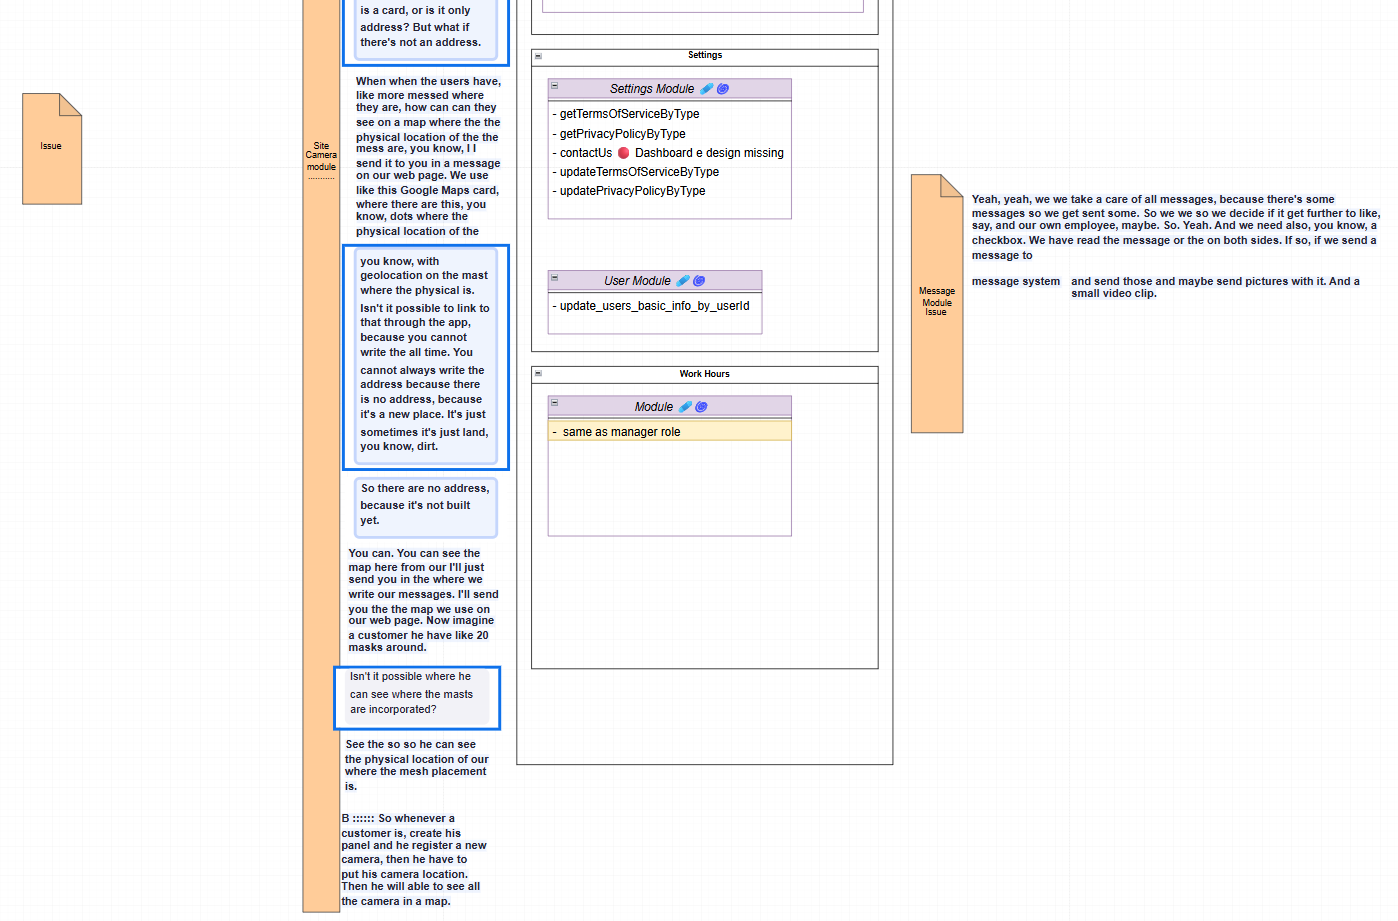 is a card, or is it only
address? But what if
there's not an address.
When when the users have,
like more messed where
they are, how can can they
see on a map where the the
physical location of the the
mess are, you know, I I
send it to you in a message
on our web page. We use
like this Google Maps card,
where there are this, you
know, dots where the
physical location of the
you know, with
geolocation on the mast
where the physical is.
Isn't it possible to link to
that through the app,
because you cannot
write the all time. You
cannot always write the
address because there
is no address, because
it's a new place. It's just
sometimes it's just land,
you know, dirt.
So there are no address,
because it's not built
yet.
You can. You can see the
map here from our I'll just
send you in the where we
write our messages. I'll send
you the the map we use on
our web page. Now imagine
a customer he have like 20
masks around.
Isn't it possible where he
can see where the masts
are incorporated?
See the so so he can see
the physical location of our
where the mesh placement
is.
B :::::: So whenever a
customer is, create his
panel and he register a new
camera, then he have to
put his camera location.
Then he will able to see all
the camera in a map.
Issue
Site
Camera
module
...........
Settings
Settings Module
- getTermsOfServiceByType
- getPrivacyPolicyByType
- contactUs 🔴 Dashboard e design missing
- updateTermsOfServiceByType
- updatePrivacyPolicyByType
User Module
- update_users_basic_info_by_userId
Work Hours
Module
- same as manager role
Message
Module
Issue
Yeah, yeah, we we take a care of all messages, because there's some
messages so we get sent some. So we we so we decide if it get further to like,
say, and our own employee, maybe. So. Yeah. And we need also, you know, a
checkbox. We have read the message or the on both sides. If so, if we send a
message to
message system and send those and maybe send pictures with it. And a
small video clip.